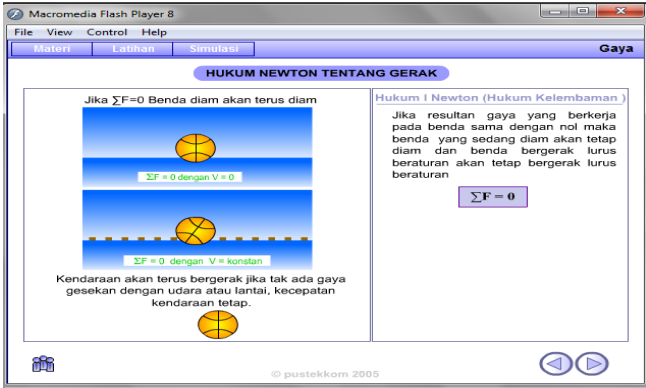 Macromedia Flash Player 8
File View Control Help
Materi Latihan Simulasi Gaya
HUKUM NEWTON TENTANG GERAK
Jika ∑F=0 Benda diam akan terus diam
ΣF = 0 dengan V = 0
ΣF = 0 dengan V = konstan
Kendaraan akan terus bergerak jika tak ada gaya
gesekan dengan udara atau lantai, kecepatan
kendaraan tetap.
Hukum I Newton (Hukum Kelembaman )
Jika resultan gaya yang berkerja
pada benda sama dengan nol maka
benda yang sedang diam akan tetap
diam dan benda bergerak lurus
beraturan akan tetap bergerak lurus
beraturan
∑F = 0
© pustekkom 2005